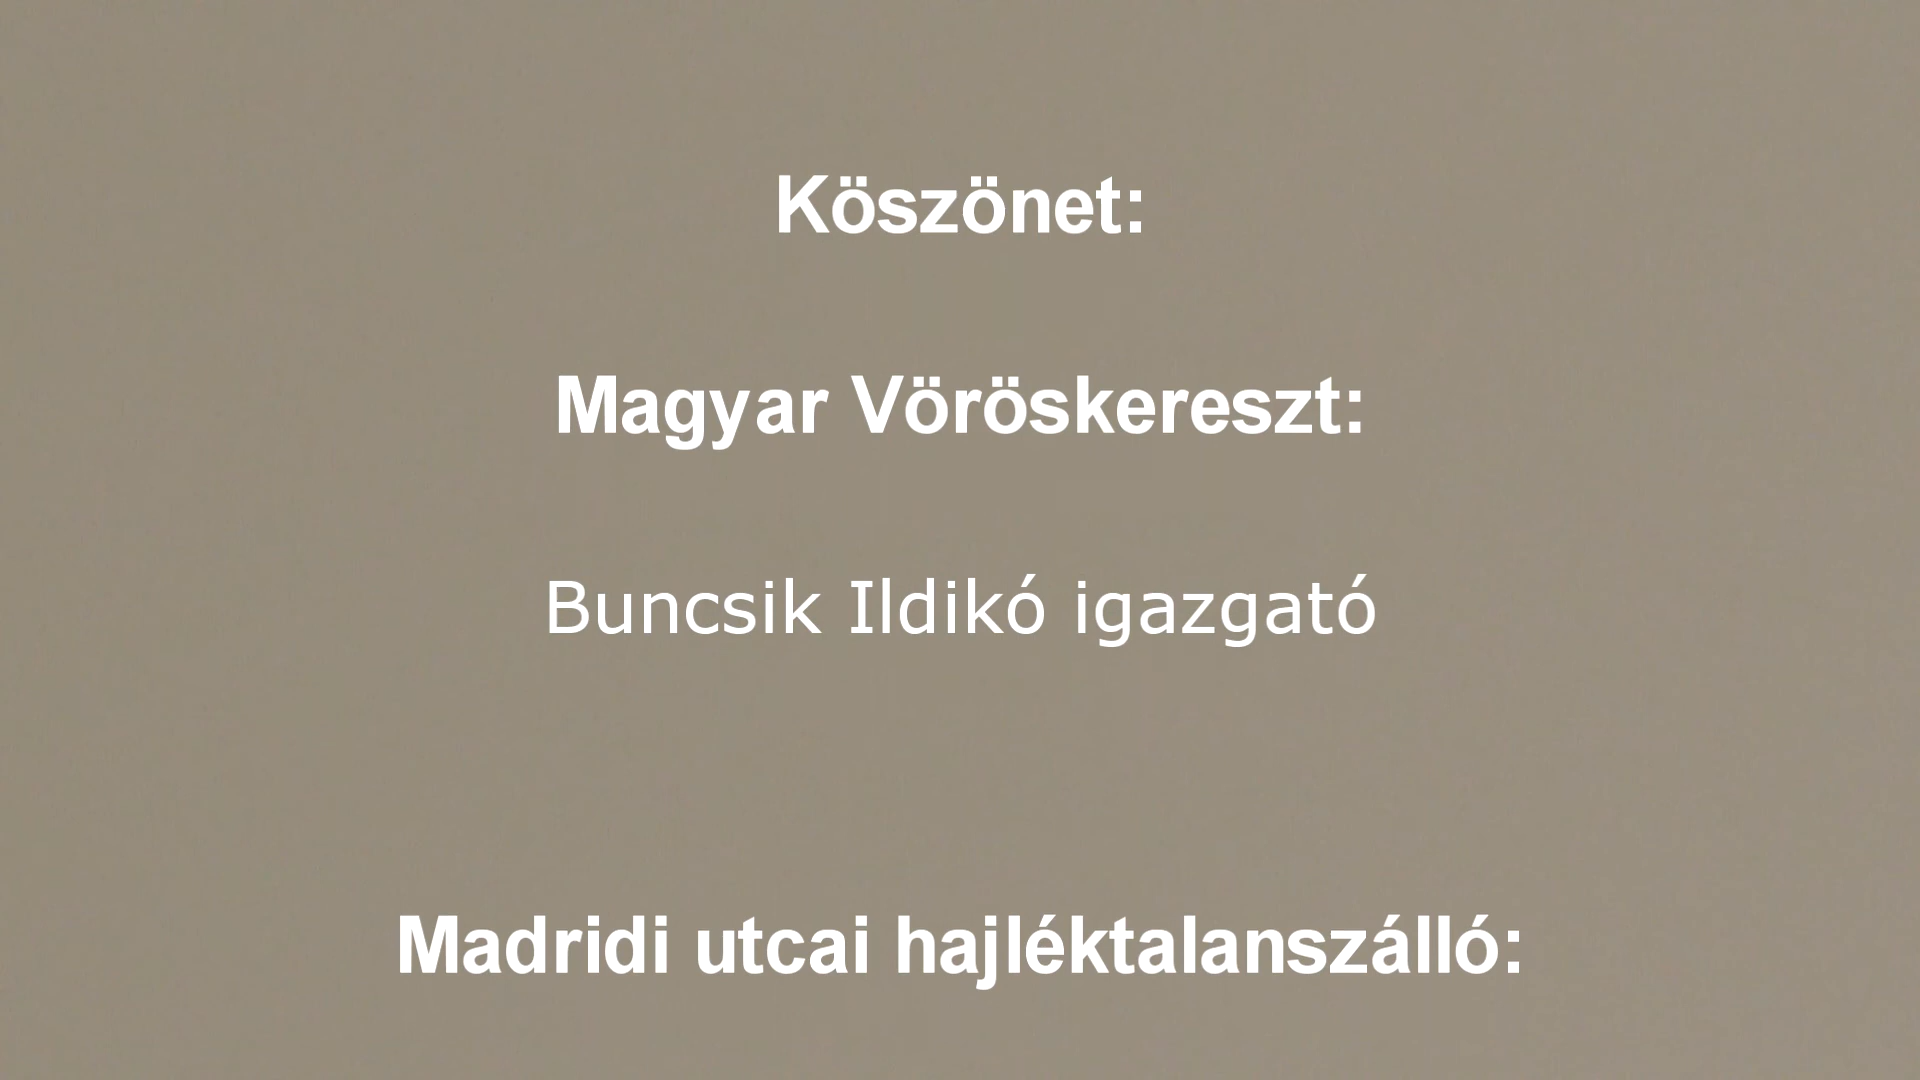 Köszönet:
Magyar Vöröskereszt:
Buncsik Ildikó igazgató
Madridi utcai hajléktalanszálló: